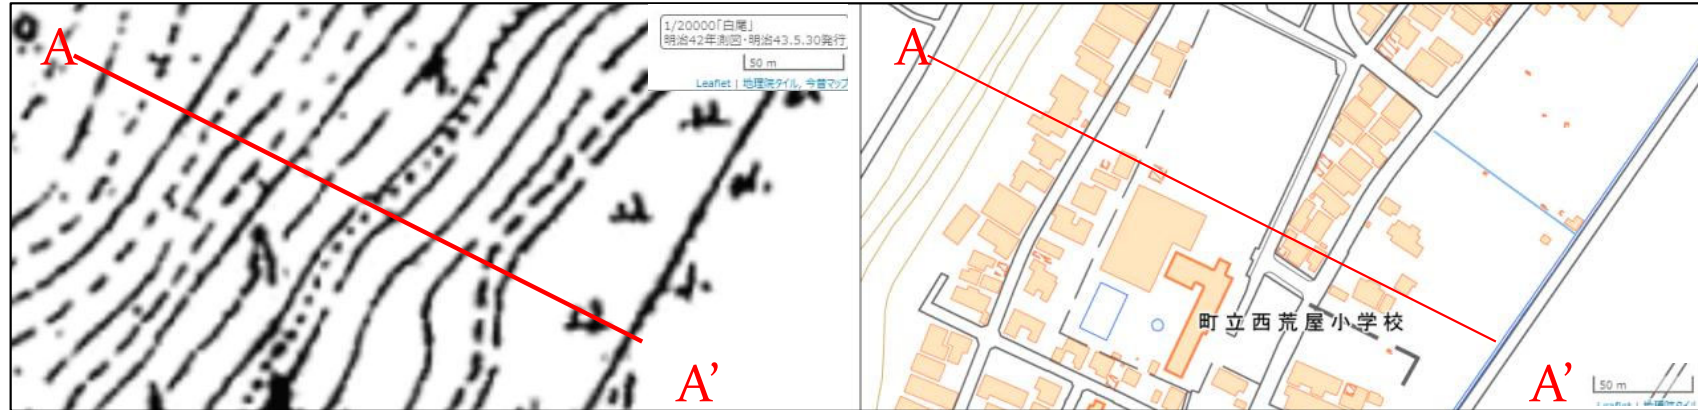 A
1/20000「白尾」
明治42年測図・明治43.5.30発行
50 m
Leaflet | 地理院タイル, 今昔マップ
A’
A
町立西荒屋小学校
A’
50 m